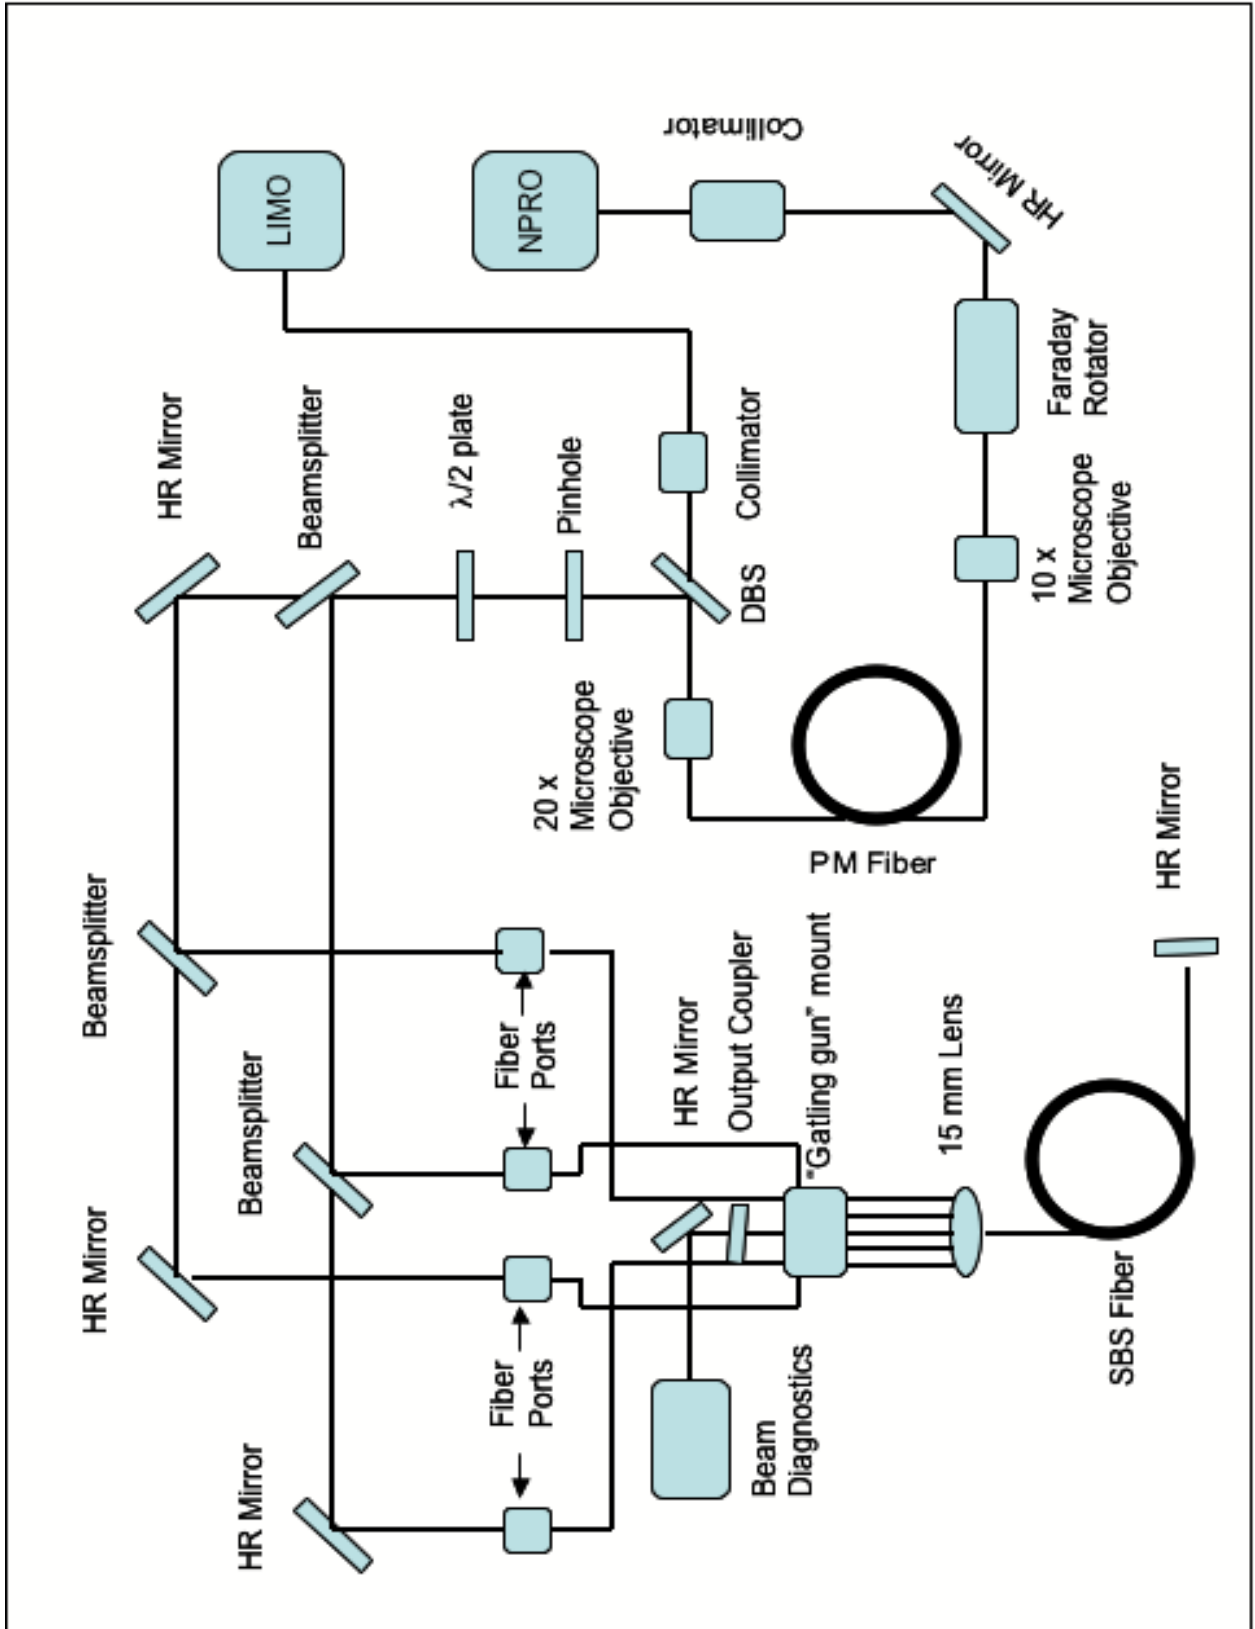 HR Mirror
Beamsplitter
HR Mirror
Beamsplitter
HR Mirror
Beamsplitter
λ/2 plate
Pinhole
LIMO
NPRO
Collimator
HR Mirror
Fiber
Ports
Fiber
Ports
20 x
Microscope
Objective
DBS
Collimator
Beam
Diagnostics
HR Mirror
Output Coupler
"Gatling gun" mount
15 mm Lens
PM Fiber
10 x
Microscope
Objective
Faraday
Rotator
SBS Fiber
HR Mirror